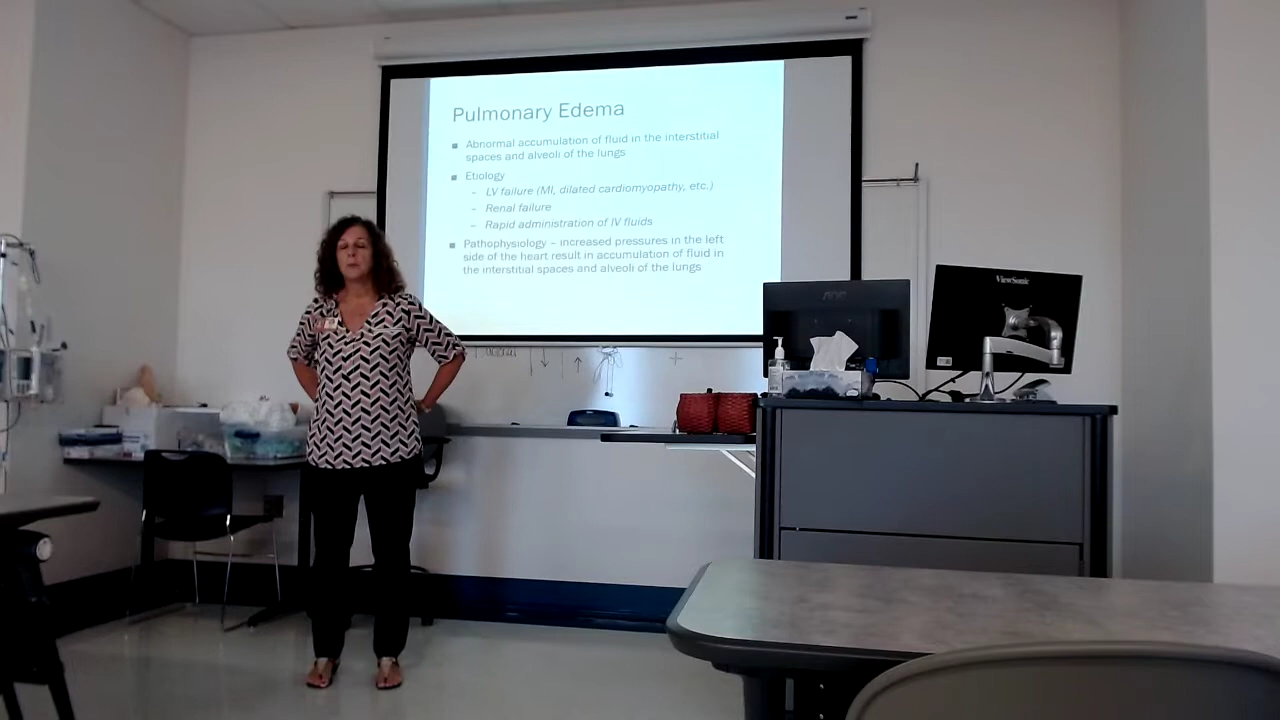 Pulmonary Edema
■ Abnormal accumulation of fluid in the interstitial
spaces and alveoli of the lungs
■ Etiology
– LV failure (MI, dilated cardiomyopathy, etc.)
– Renal failure
– Rapid administration of IV fluids
■ Pathophysiology – increased pressures in the left
side of the heart result in accumulation of fluid in
the interstitial spaces and alveoli of the lungs
AOC
ViewSonic